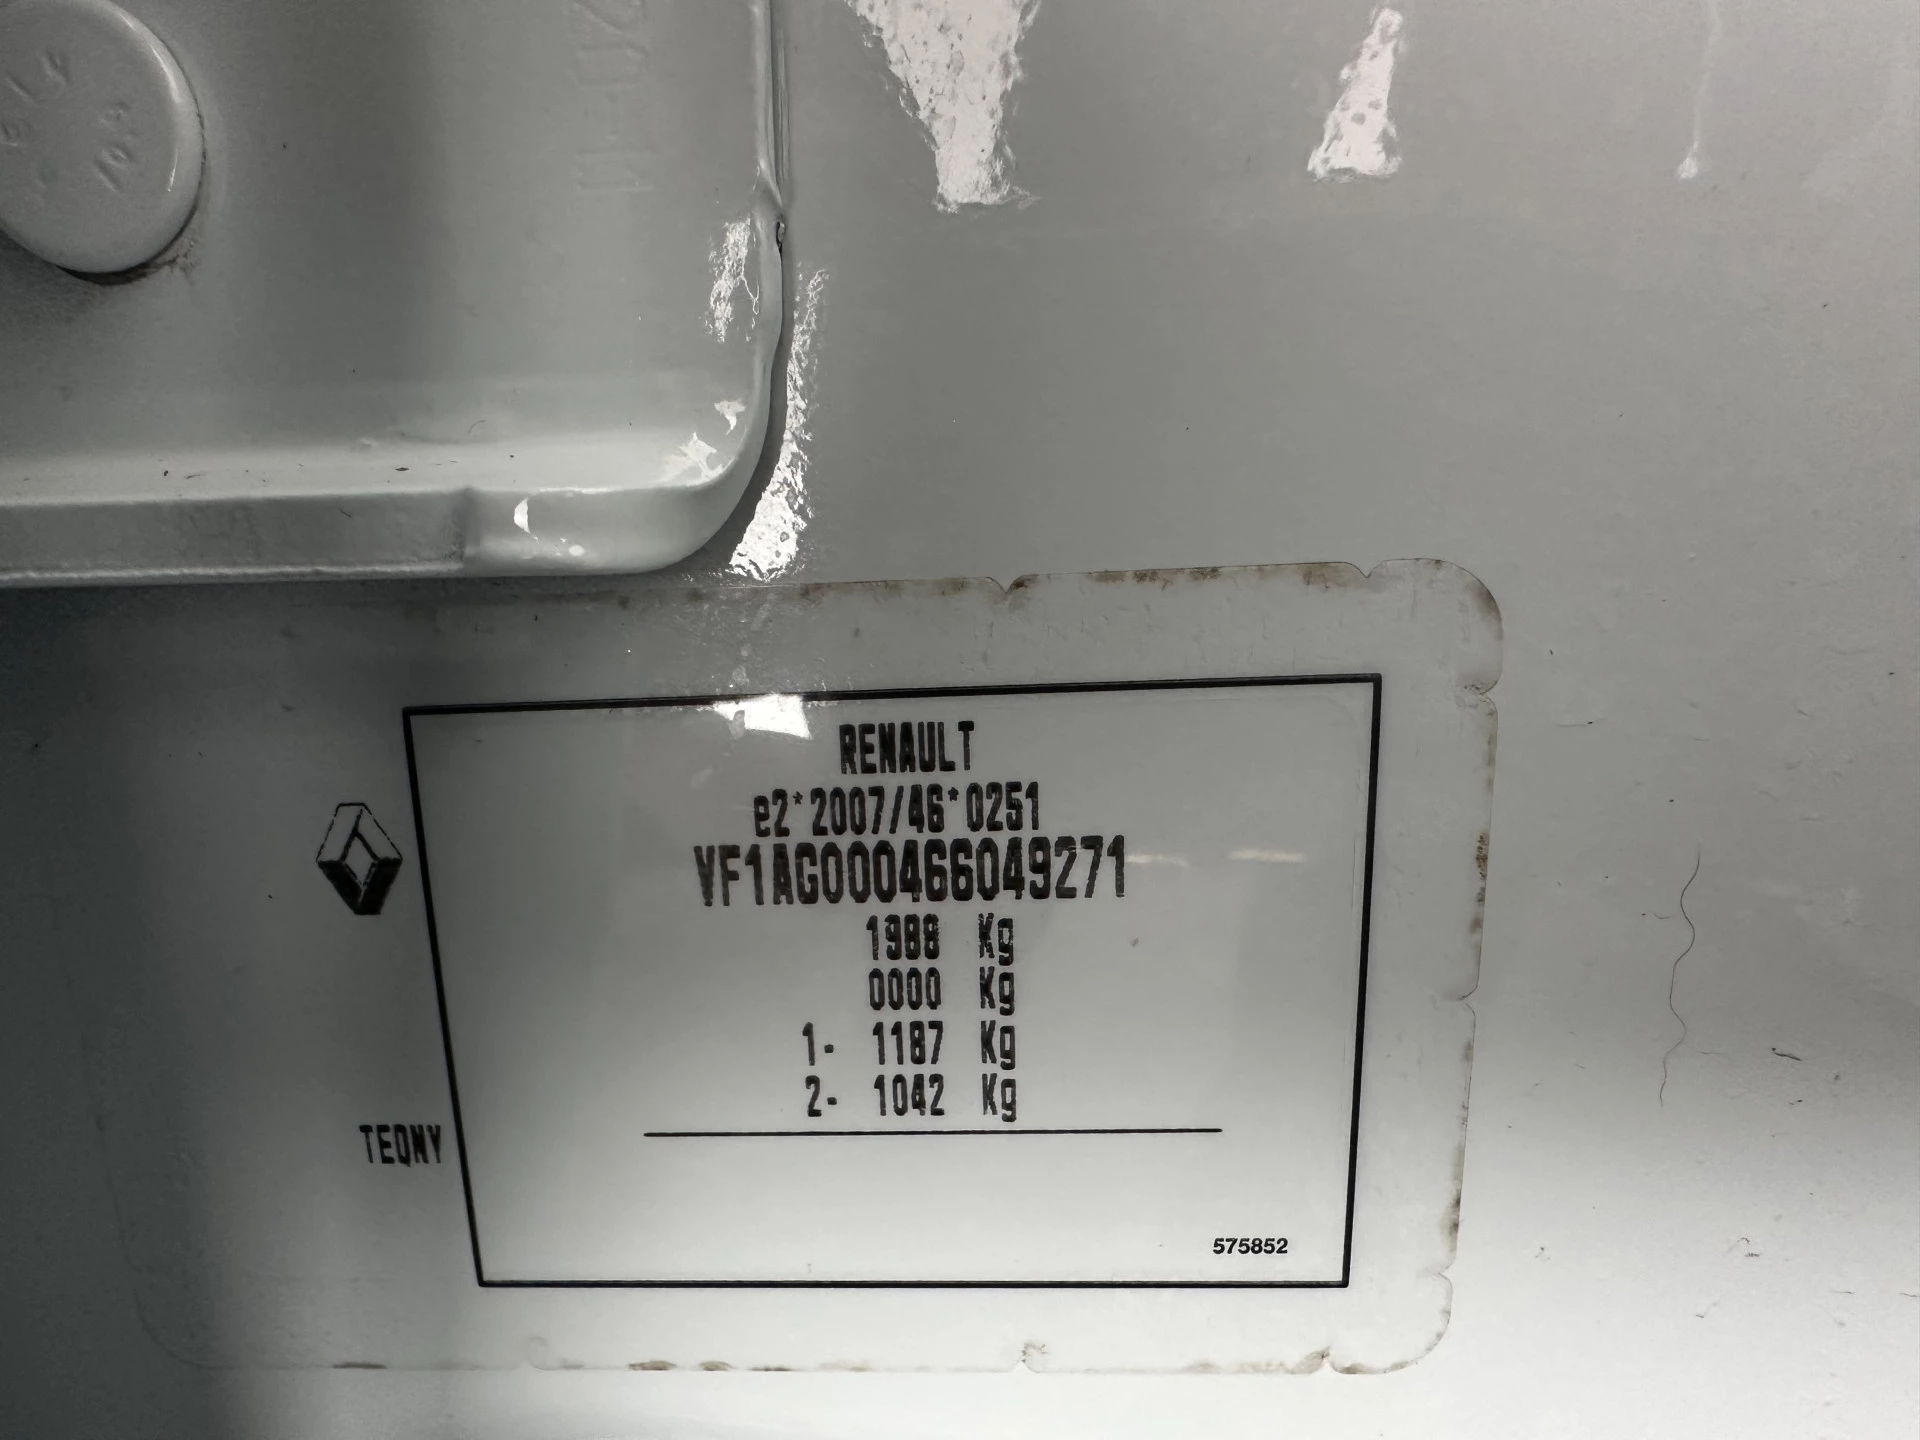 RENAULT
e2*2007/46*0251
VF1AG000466049271
1988 Kg
0000 Kg
1- 1187 Kg
2- 1042 Kg
TEQNY
575852